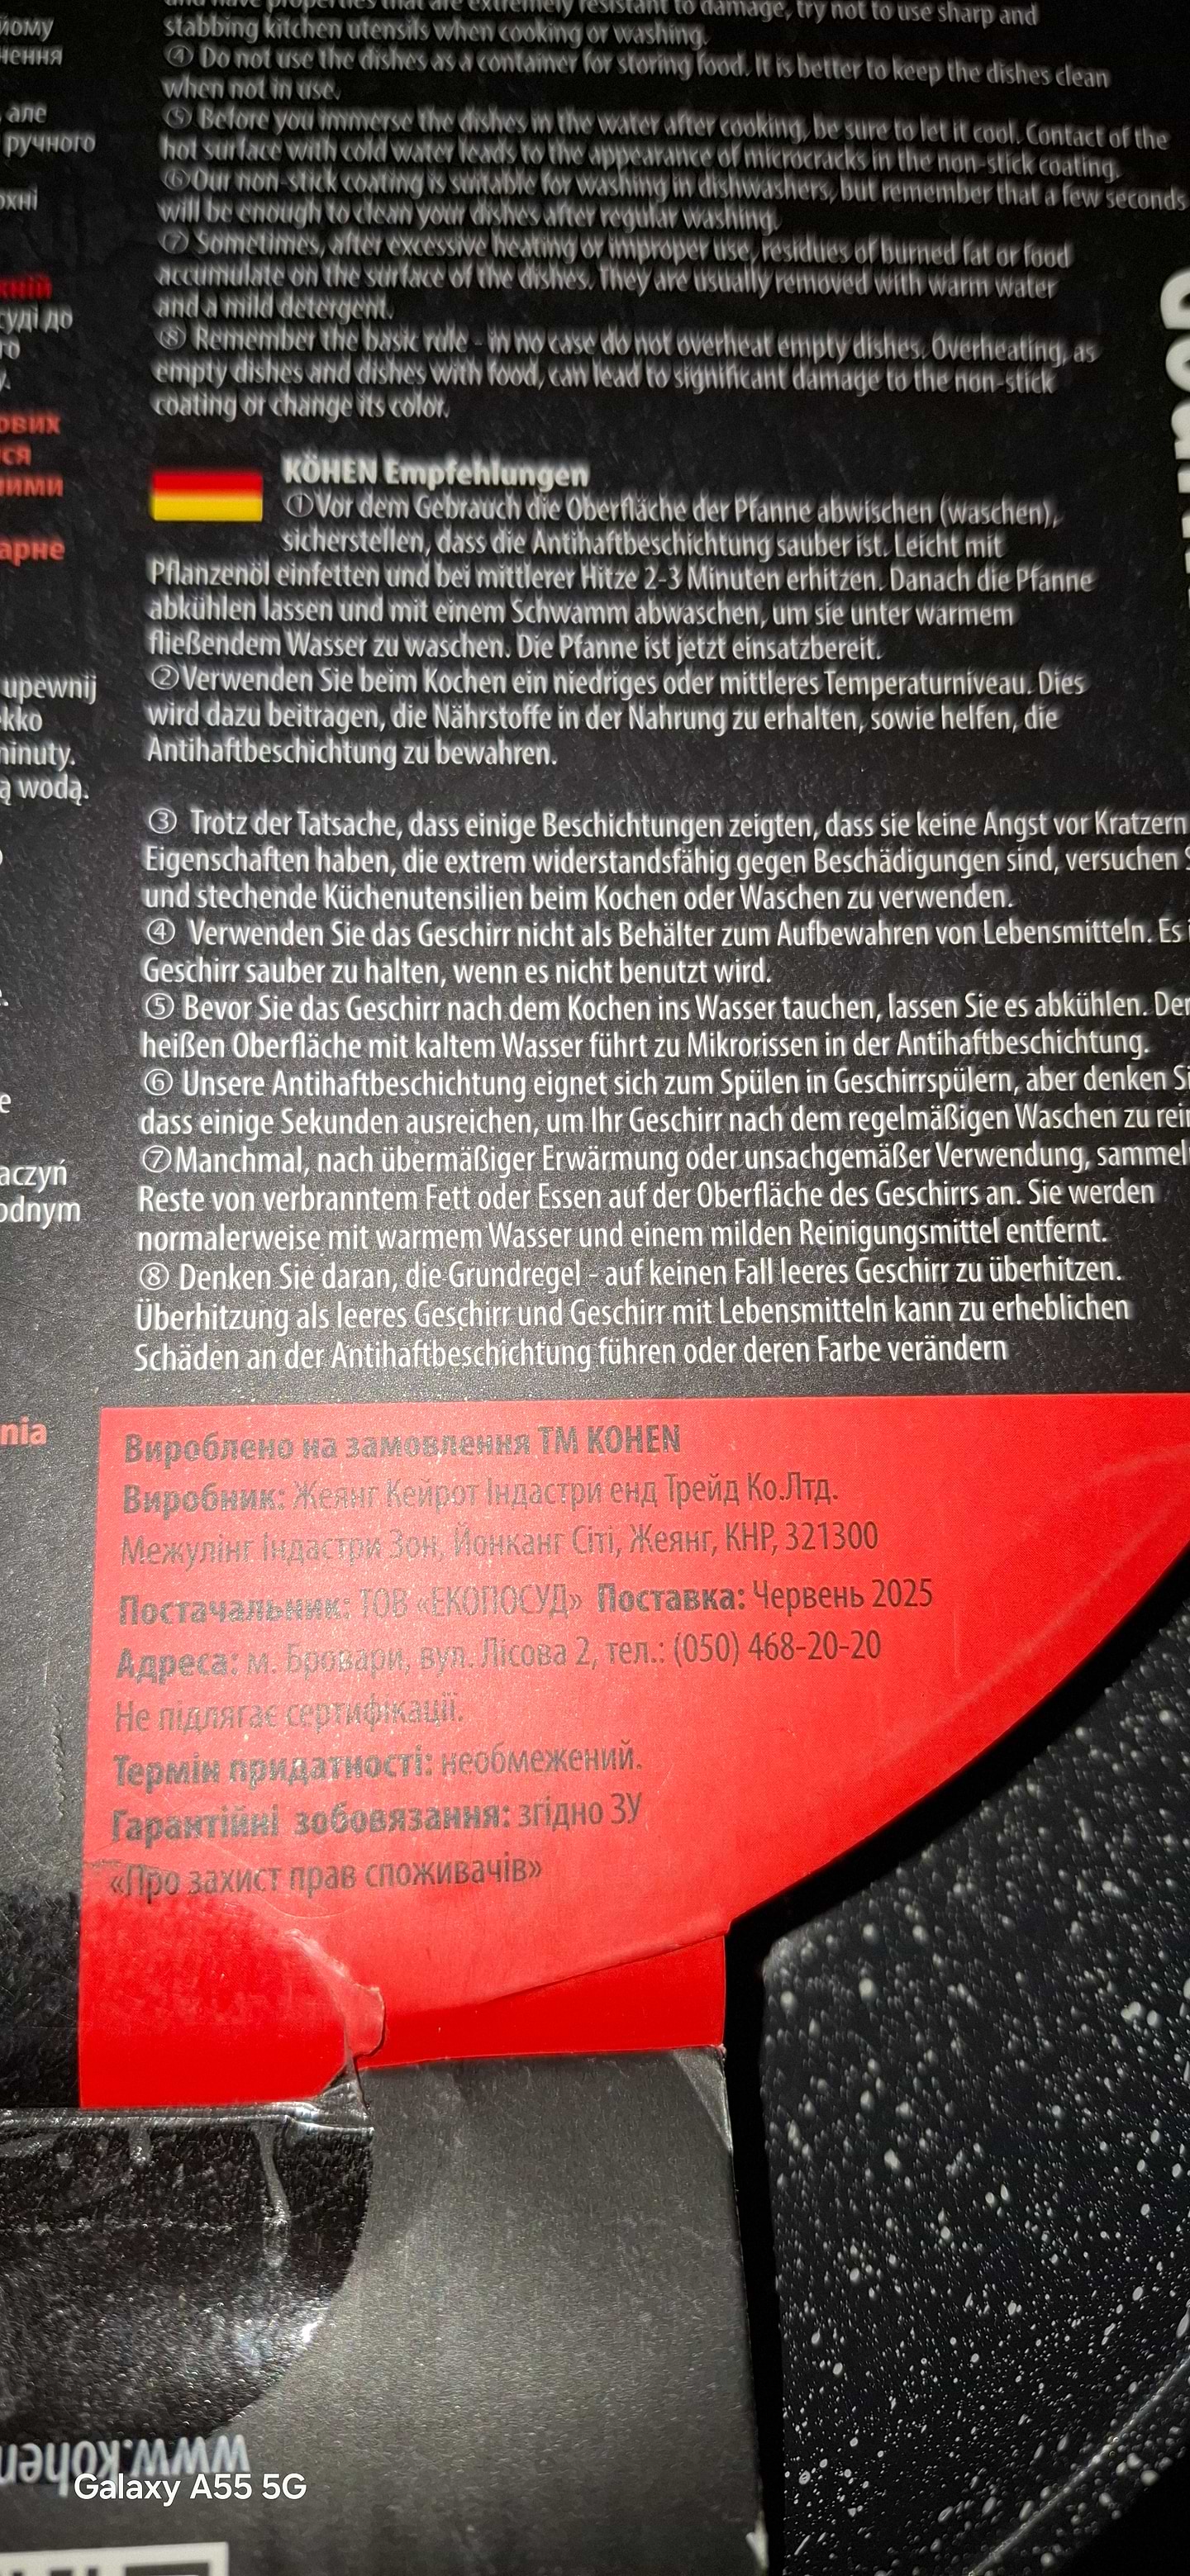 and have properties that are extremely resistant to damage, try not to use sharp and
stabbing kitchen utensils when cooking or washing.
④ Do not use the dishes as a container for storing food. It is better to keep the dishes clean
when not in use.
⑤ Before you immerse the dishes in the water after cooking, be sure to let it cool. Contact of the
hot surface with cold water leads to the appearance of microcracks in the non-stick coating.
⑥Our non-stick coating is suitable for washing in dishwashers, but remember that a few seconds
will be enough to clean your dishes after regular washing.
⑦ Sometimes, after excessive heating or improper use, residues of burned fat or food
accumulate on the surface of the dishes. They are usually removed with warm water
and a mild detergent.
⑧ Remember the basic rule - in no case do not overheat empty dishes. Overheating, as
empty dishes and dishes with food, can lead to significant damage to the non-stick
coating or change its color.
KÖHEN Empfehlungen
①Vor dem Gebrauch die Oberfläche der Pfanne abwischen (waschen),
sicherstellen, dass die Antihaftbeschichtung sauber ist. Leicht mit
Pflanzenöl einfetten und bei mittlerer Hitze 2-3 Minuten erhitzen. Danach die Pfanne
abkühlen lassen und mit einem Schwamm abwaschen, um sie unter warmem
fließendem Wasser zu waschen. Die Pfanne ist jetzt einsatzbereit.
②Verwenden Sie beim Kochen ein niedriges oder mittleres Temperaturniveau. Dies
wird dazu beitragen, die Nährstoffe in der Nahrung zu erhalten, sowie helfen, die
Antihaftbeschichtung zu bewahren.
③ Trotz der Tatsache, dass einige Beschichtungen zeigten, dass sie keine Angst vor Kratzern
Eigenschaften haben, die extrem widerstandsfähig gegen Beschädigungen sind, versuchen S
und stechende Küchenutensilien beim Kochen oder Waschen zu verwenden.
④ Verwenden Sie das Geschirr nicht als Behälter zum Aufbewahren von Lebensmitteln. Es
Geschirr sauber zu halten, wenn es nicht benutzt wird.
⑤ Bevor Sie das Geschirr nach dem Kochen ins Wasser tauchen, lassen Sie es abkühlen. Der
heißen Oberfläche mit kaltem Wasser führt zu Mikrorissen in der Antihaftbeschichtung.
⑥ Unsere Antihaftbeschichtung eignet sich zum Spülen in Geschirrspülern, aber denken Si
dass einige Sekunden ausreichen, um Ihr Geschirr nach dem regelmäßigen Waschen zu rei
⑦Manchmal, nach übermäßiger Erwärmung oder unsachgemäßer Verwendung, sammel
Reste von verbranntem Fett oder Essen auf der Oberfläche des Geschirrs an. Sie werden
normalerweise mit warmem Wasser und einem milden Reinigungsmittel entfernt.
⑧ Denken Sie daran, die Grundregel - auf keinen Fall leeres Geschirr zu überhitzen.
Überhitzung als leeres Geschirr und Geschirr mit Lebensmitteln kann zu erheblichen
Schäden an der Antihaftbeschichtung führen oder deren Farbe verändern
Вироблено на замовлення ТМ KOHEN
Виробник: Жеянг Кейрот Індастри енд Трейд Ко.Лтд.
Межулінг Індастри Зон, Йонканг Сіті, Жеянг, КНР, 321300
Постачальник: ТОВ «ЕКОПОСУД» Поставка: Червень 2025
Адреса: м. Бровари, вул. Лісова 2, тел.: (050) 468-20-20
Не підлягає сертифікації.
Термін придатності: необмежений.
Гарантійні зобовязання: згідно ЗУ
«Про захист прав споживачів»
але
ручного
upewnij
minuty.
ą wodą.
www.kohen
Galaxy A55 5G